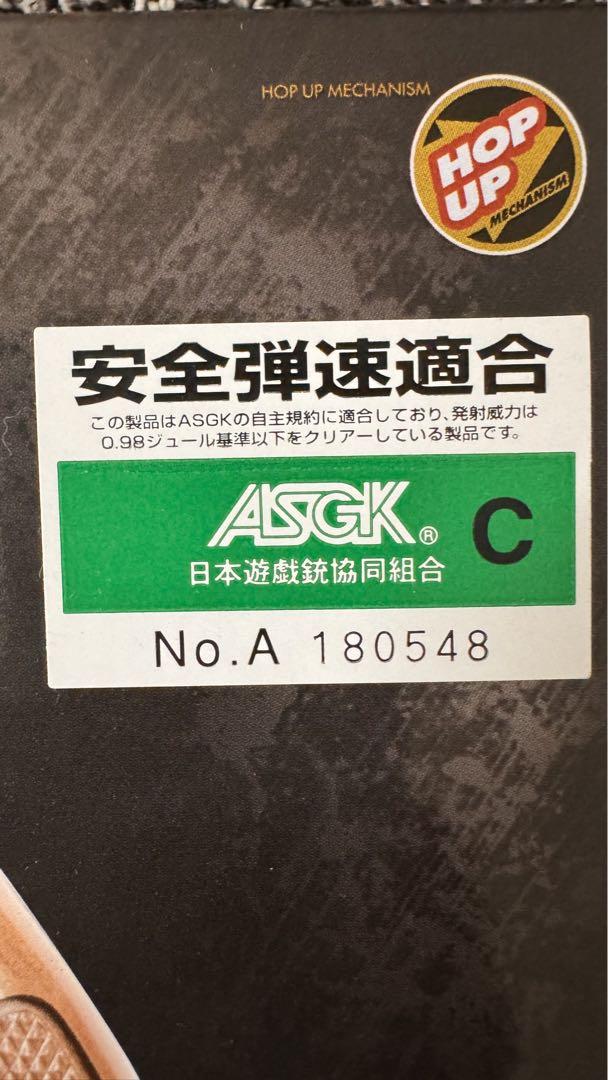 HOP UP MECHANISM
HOP
UP
MECHANISM
安全弾速適合
この製品はASGKの自主規約に適合しており、発射威力は
0.98ジュール基準以下をクリアーしている製品です。
ASGK® C
日本遊戯銃協同組合
No.A 180548